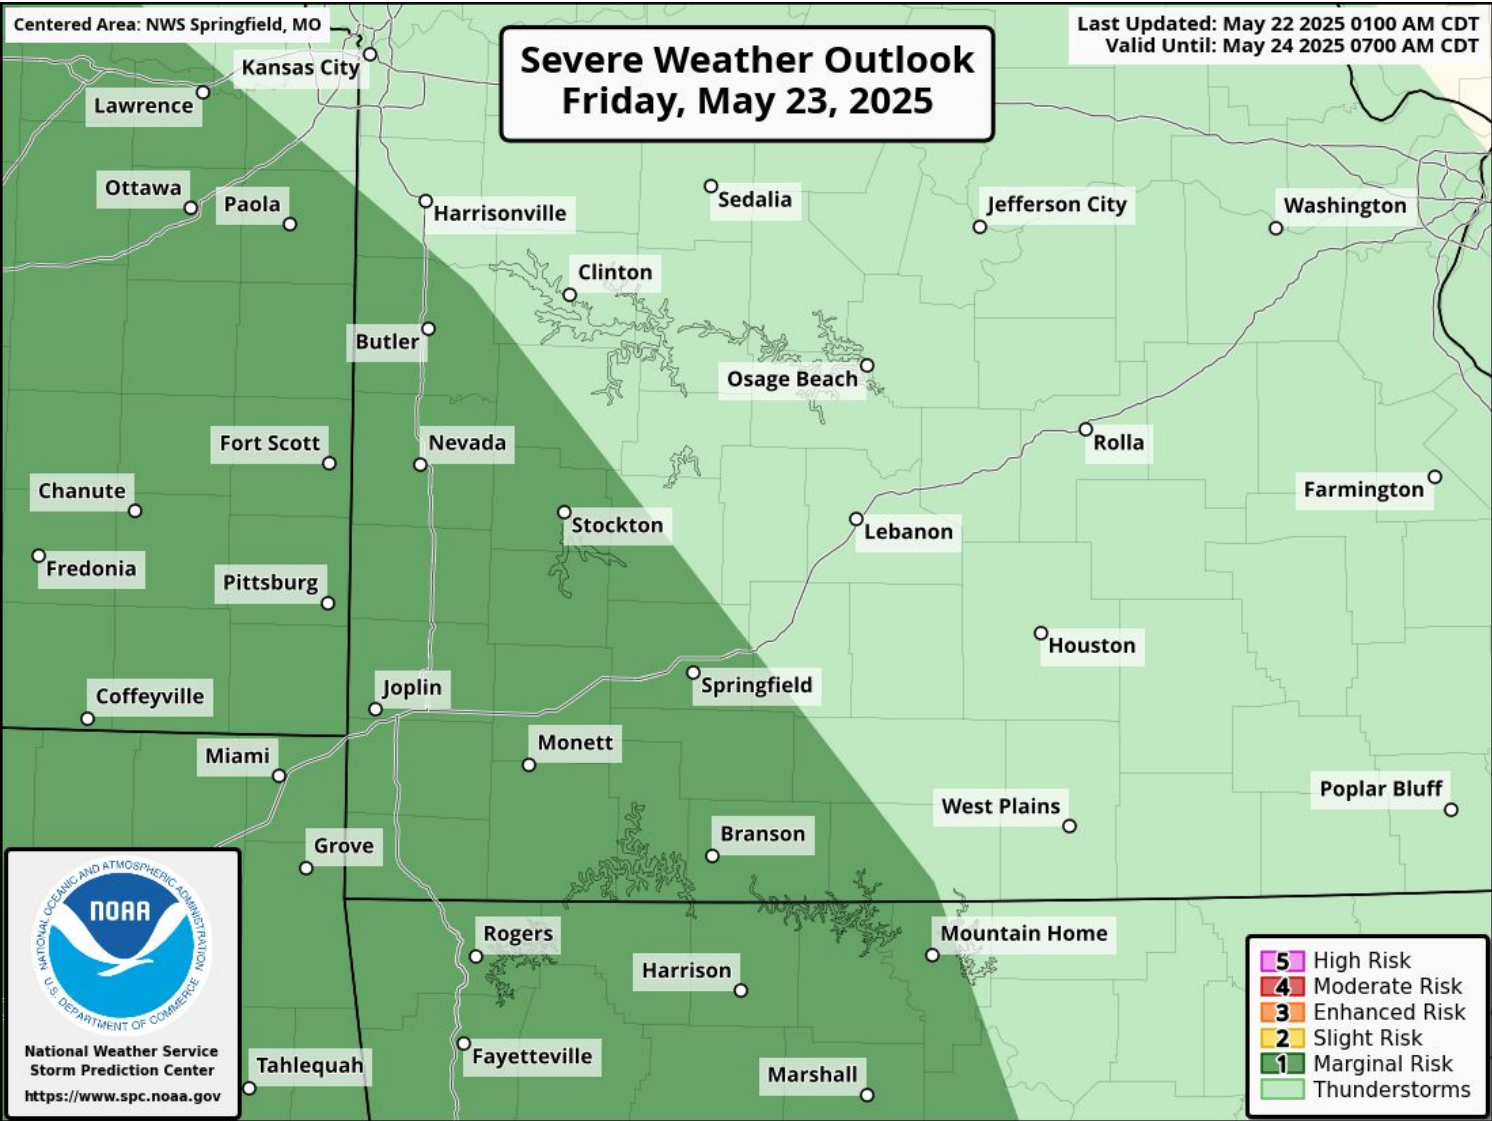 Centered Area: NWS Springfield, MO
Severe Weather Outlook
Friday, May 23, 2025
Last Updated: May 22 2025 0100 AM CDT
Valid Until: May 24 2025 0700 AM CDT
Kansas City
Lawrence
Ottawa
Paola
Harrisonville
Sedalia
Jefferson City
Washington
Clinton
Butler
Osage Beach
Fort Scott
Nevada
Rolla
Chanute
Farmington
Stockton
Lebanon
Fredonia
Pittsburg
Houston
Coffeyville
Joplin
Springfield
Miami
Monett
Poplar Bluff
West Plains
Grove
Branson
Rogers
Mountain Home
Harrison
Fayetteville
Tahlequah
Marshall
NATIONAL OCEANIC AND ATMOSPHERIC ADMINISTRATION
NOAA
U.S. DEPARTMENT OF COMMERCE
National Weather Service
Storm Prediction Center
https://www.spc.noaa.gov
5 High Risk
4 Moderate Risk
3 Enhanced Risk
2 Slight Risk
1 Marginal Risk
Thunderstorms